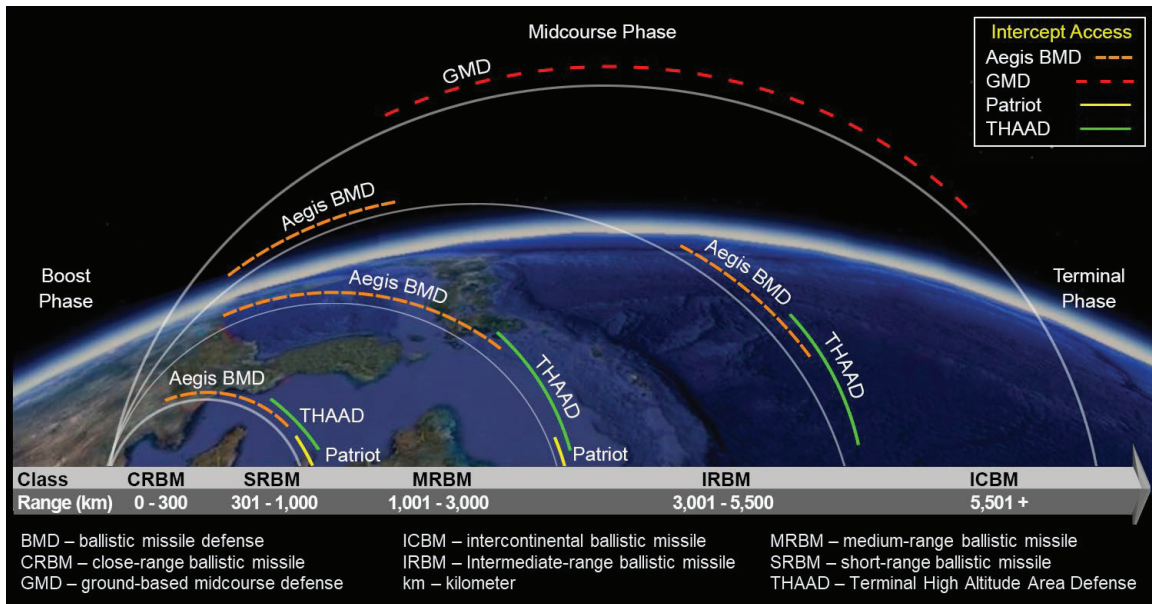 Midcourse Phase
Intercept Access
Aegis BMD
GMD
Patriot
THAAD
GMD
Aegis BMD
Boost
Phase
Aegis BMD
Aegis BMD
Terminal
Phase
THAAD
THAAD
Aegis BMD
THAAD
Patriot
Patriot
Class CRBM SRBM MRBM IRBM ICBM
Range (km) 0 - 300 301 - 1,000 1,001 - 3,000 3,001 - 5,500 5,501 +
BMD – ballistic missile defense
CRBM – close-range ballistic missile
GMD – ground-based midcourse defense
ICBM – intercontinental ballistic missile
IRBM – Intermediate-range ballistic missile
km – kilometer
MRBM – medium-range ballistic missile
SRBM – short-range ballistic missile
THAAD – Terminal High Altitude Area Defense